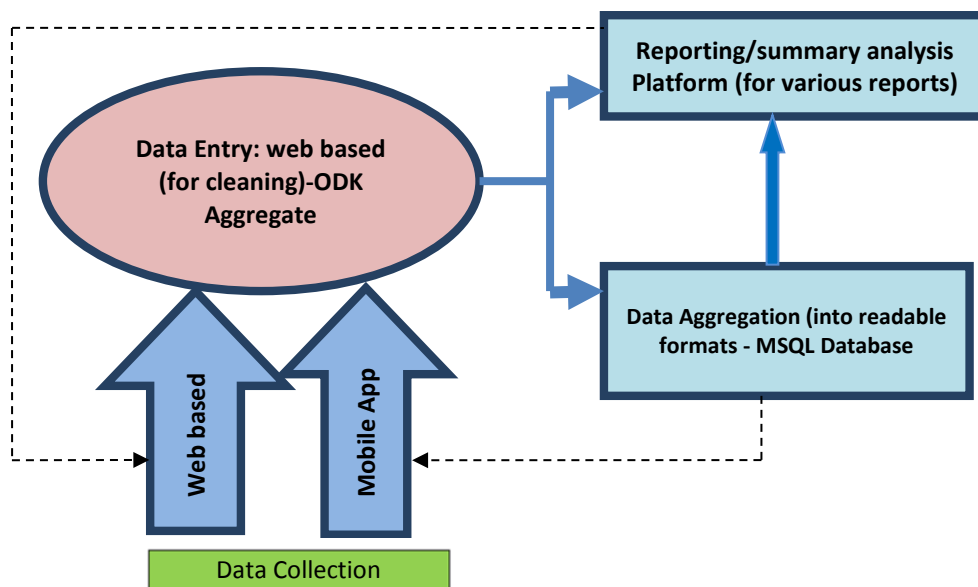 Reporting/summary analysis
Platform (for various reports)
Data Entry: web based
(for cleaning)-ODK
Aggregate
Data Aggregation (into readable
formats - MSQL Database
Web based
Mobile App
Data Collection